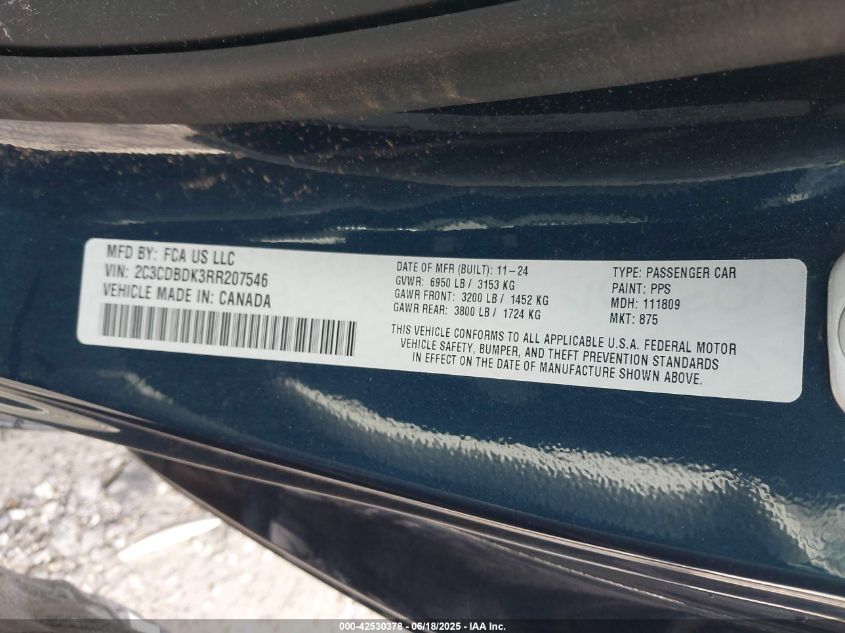 MFD BY: FCA US LLC
VIN: 2C3CDBDK3RR207546
VEHICLE MADE IN: CANADA
DATE OF MFR (BUILT): 11-24
GVWR: 6950 LB / 3153 KG
GAWR FRONT: 3200 LB / 1452 KG
GAWR REAR: 3800 LB / 1724 KG
THIS VEHICLE CONFORMS TO ALL APPLICABLE U.S.A. FEDERAL MOTOR
VEHICLE SAFETY, BUMPER, AND THEFT PREVENTION STANDARDS
IN EFFECT ON THE DATE OF MANUFACTURE SHOWN ABOVE.
TYPE: PASSENGER CAR
PAINT: PPS
MDH: 111809
MKT: 875
000-42530378 - 06/18/2025 - IAA Inc.